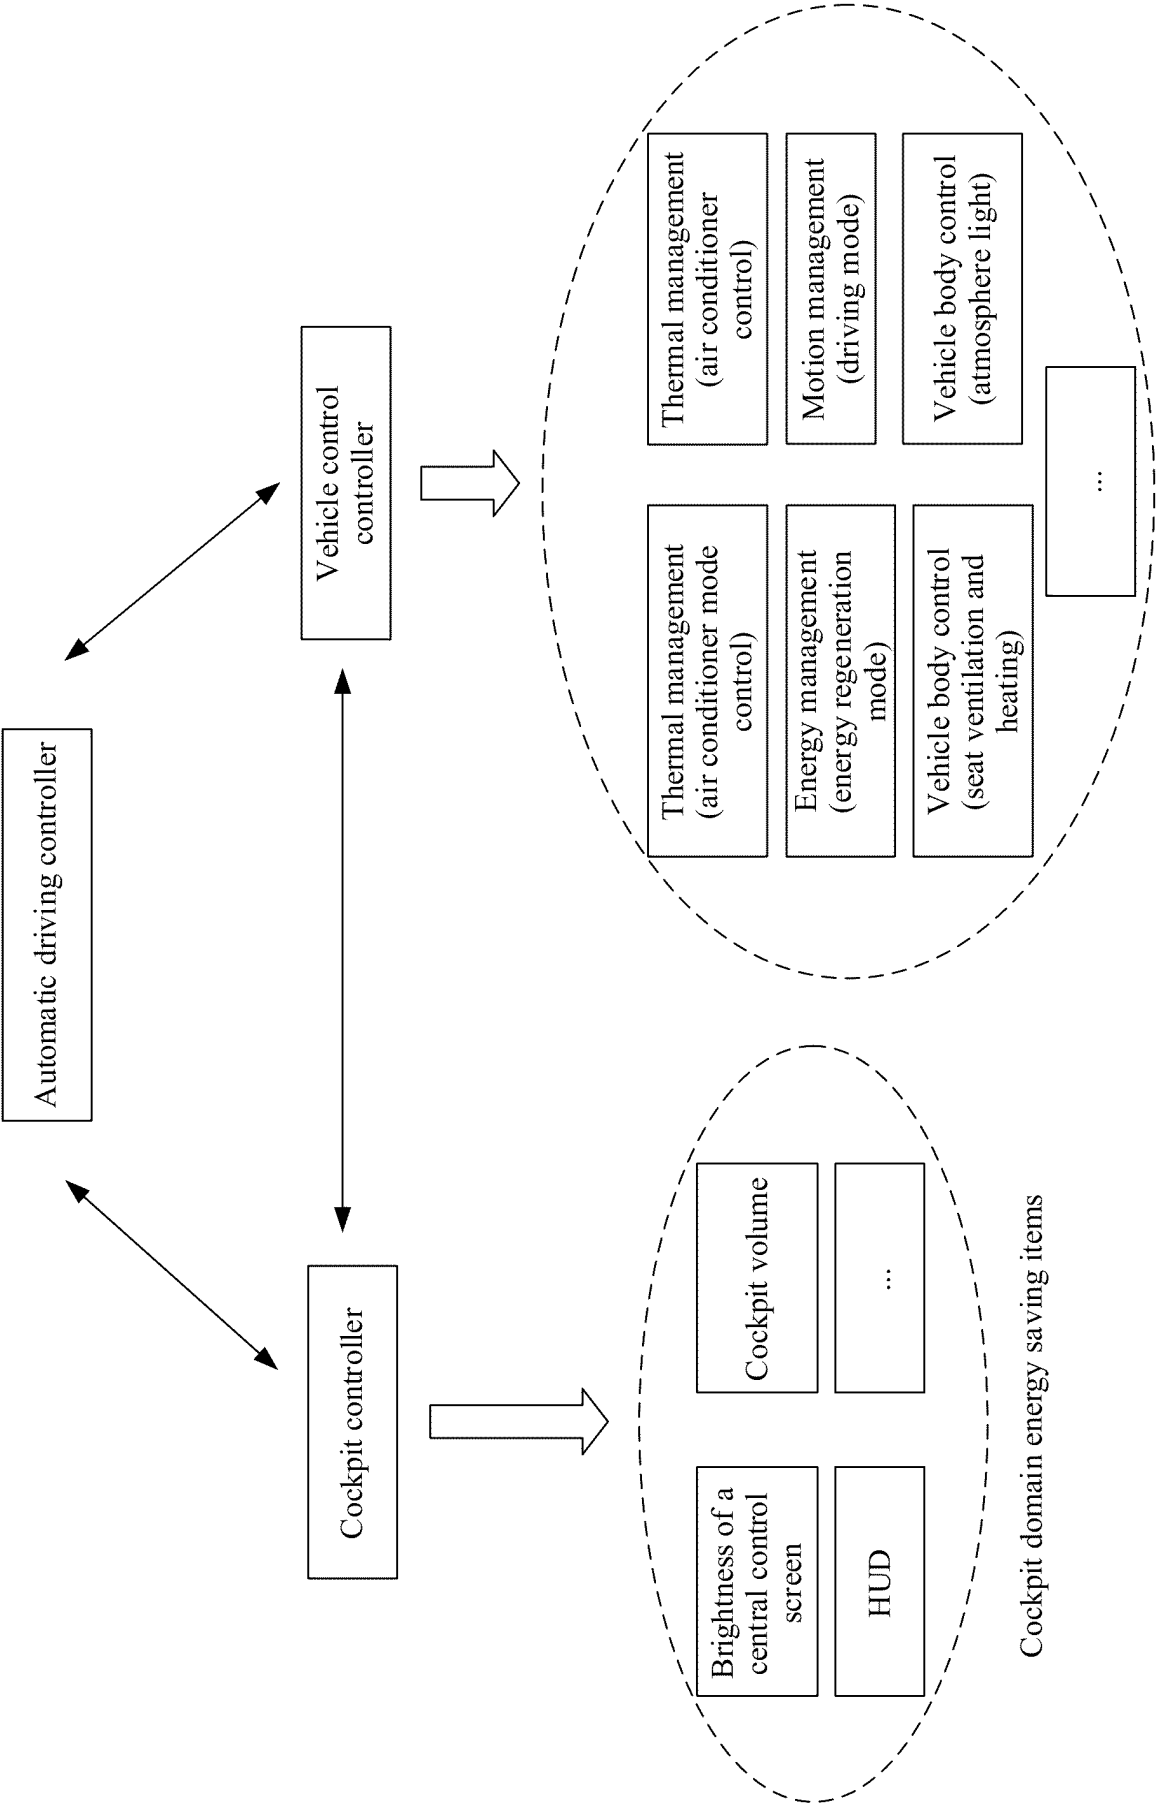 Automatic driving controller
Cockpit controller
Vehicle control
controller
Brightness of a
central control
screen
Cockpit volume
HUD
...
Cockpit domain energy saving items
Thermal management
(air conditioner mode
control)
Thermal management
(air conditioner
control)
Energy management
(energy regeneration
mode)
Motion management
(driving mode)
Vehicle body control
(seat ventilation and
heating)
Vehicle body control
(atmosphere light)
...